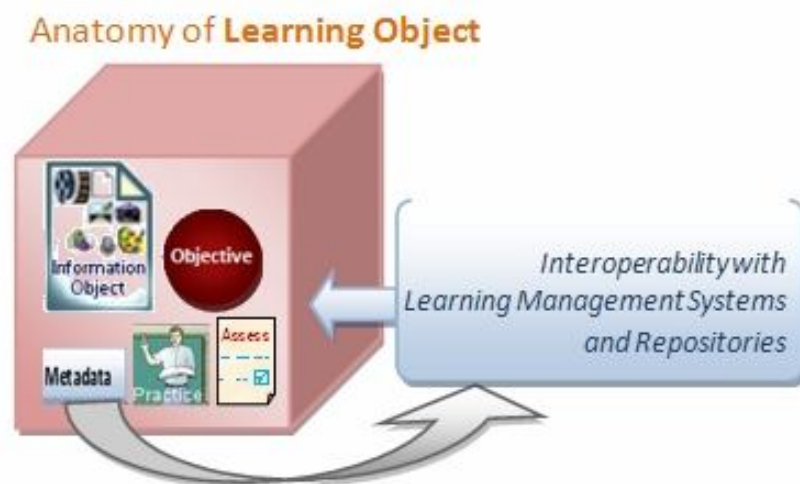 Anatomy of Learning Object
Information
Object
Objective
Metadata
Practice
Assess
Interoperability with
Learning Management Systems
and Repositories